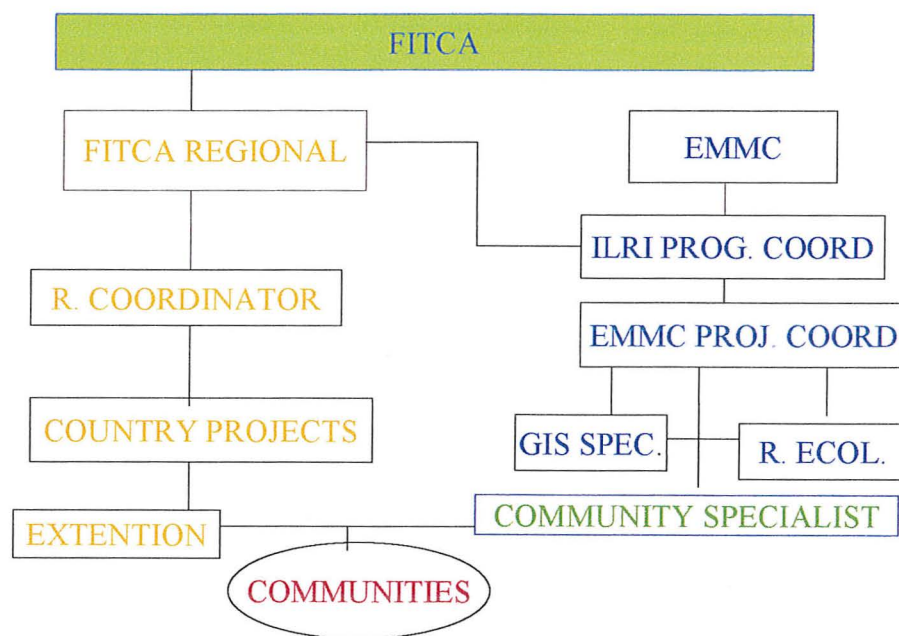 FITCA
FITCA REGIONAL
EMMC
ILRI PROG. COORD
R. COORDINATOR
EMMC PROJ. COORD
COUNTRY PROJECTS
GIS SPEC.
R. ECOL.
COMMUNITY SPECIALIST
EXTENTION
COMMUNITIES